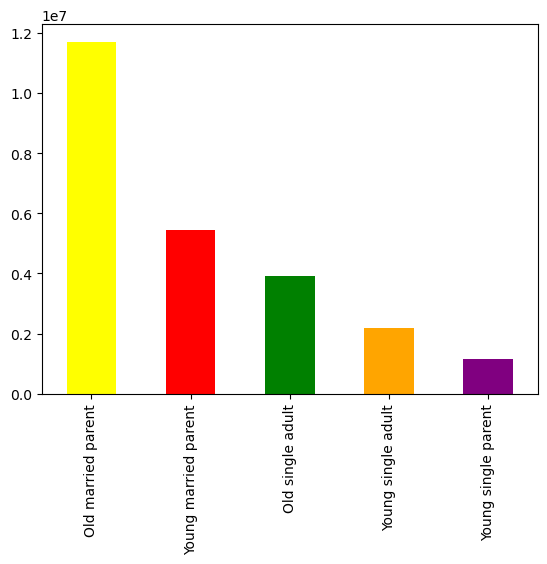 1e7
1.2
1.0
0.8
0.6
0.4
0.2
0.0
Old married parent
Young married parent
Old single adult
Young single adult
Young single parent